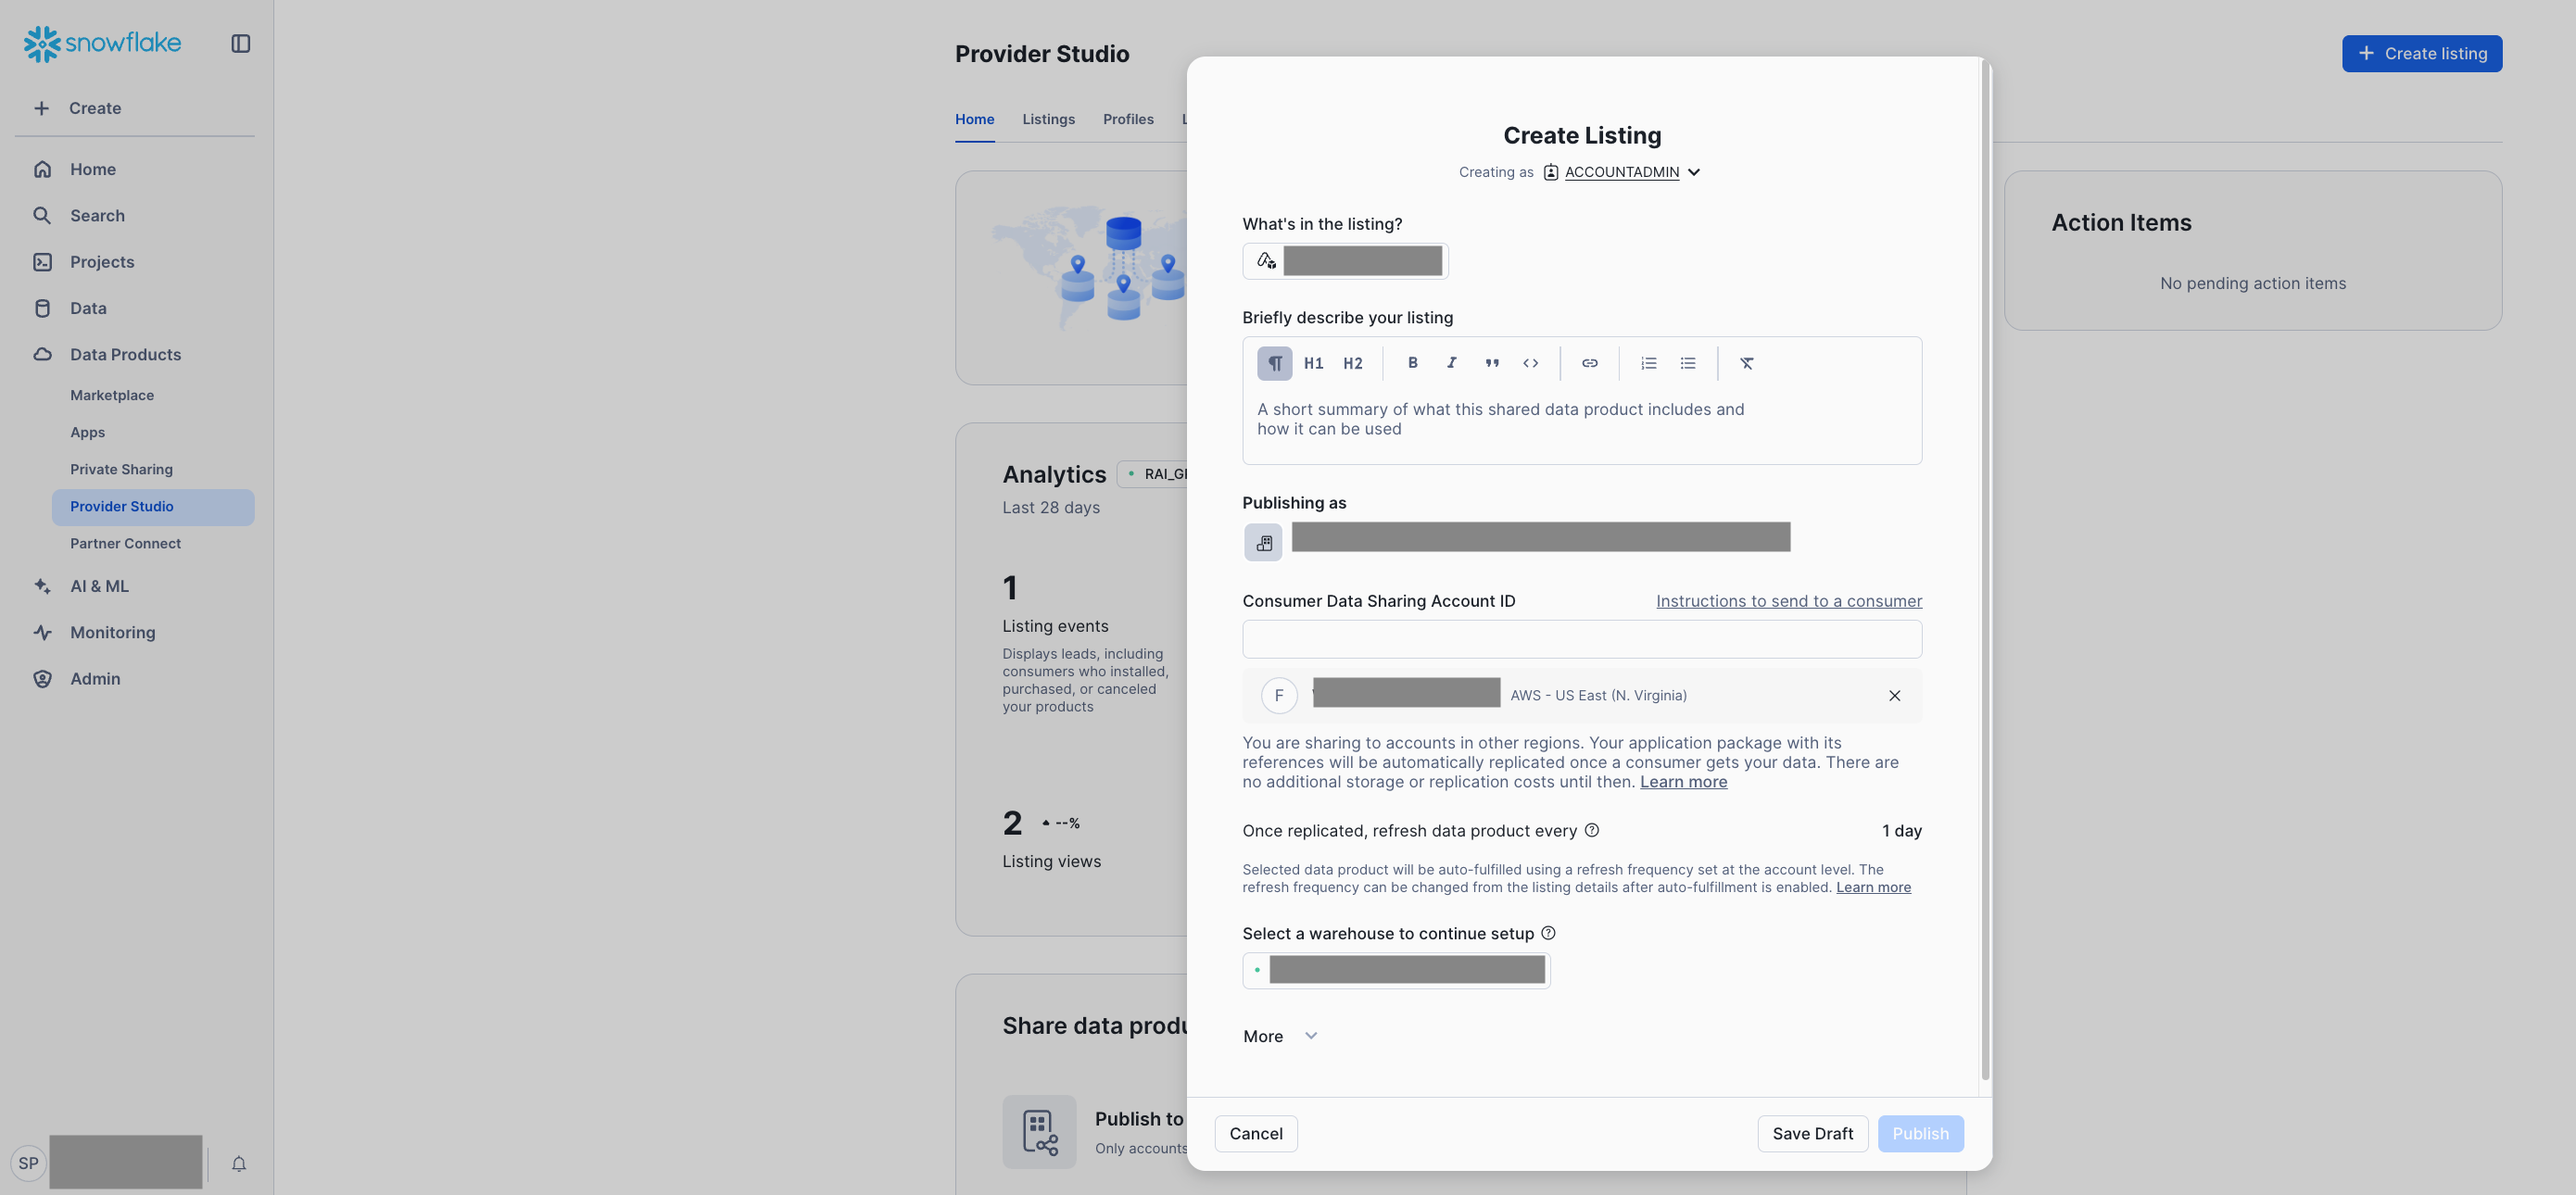 snowflake
Create
Home
Search
Projects
Data
Data Products
Marketplace
Apps
Private Sharing
Provider Studio
Partner Connect
AI & ML
Monitoring
Admin
SP
Provider Studio
Create listing
Home Listings Profiles L
Action Items
No pending action items
Analytics
RAI_GE
Last 28 days
1
Listing events
Displays leads, including
consumers who installed,
purchased, or canceled
your products
2 --%
Listing views
Share data produ
Publish to
Only accounts
Create Listing
Creating as ACCOUNTADMIN
What's in the listing?
Briefly describe your listing
H1 H2 B I
A short summary of what this shared data product includes and
how it can be used
Publishing as
Consumer Data Sharing Account ID Instructions to send to a consumer
F AWS - US East (N. Virginia)
You are sharing to accounts in other regions. Your application package with its
references will be automatically replicated once a consumer gets your data. There are
no additional storage or replication costs until then. Learn more
Once replicated, refresh data product every 1 day
Selected data product will be auto-fulfilled using a refresh frequency set at the account level. The
refresh frequency can be changed from the listing details after auto-fulfillment is enabled. Learn more
Select a warehouse to continue setup
More
Cancel Save Draft Publish